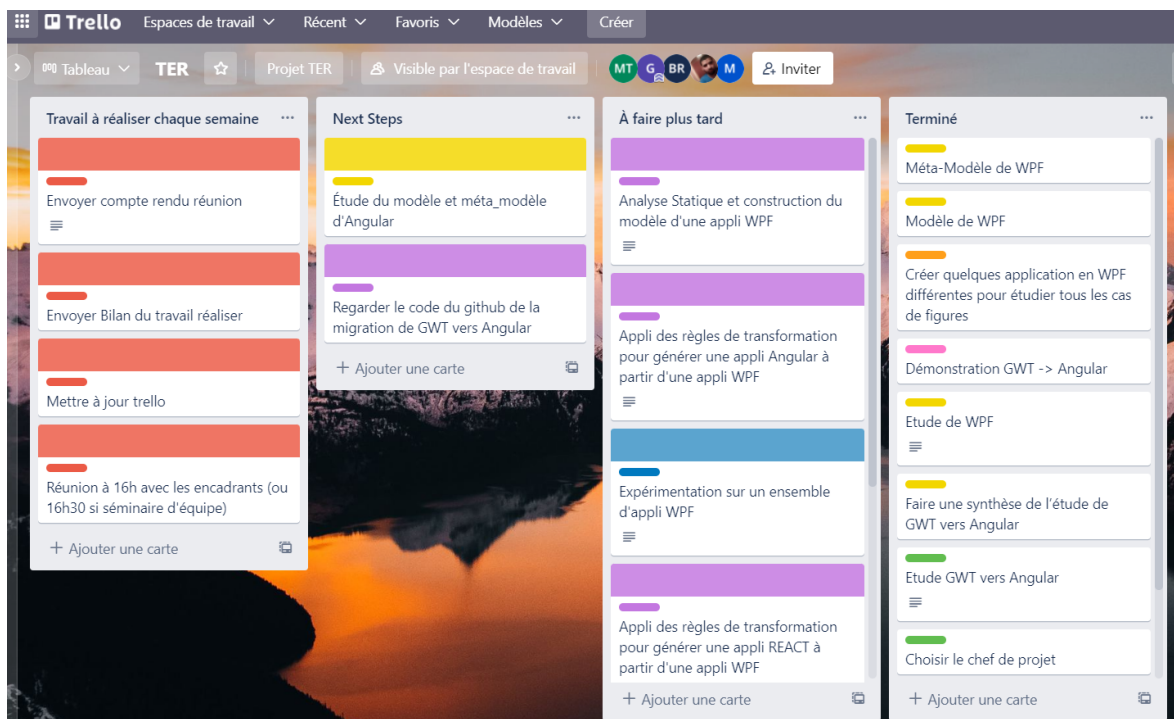 Trello
Espaces de travail
Récent
Favoris
Modèles
Créer
Tableau
TER
Projet TER
Visible par l'espace de travail
MT
G
BR
M
Inviter
Travail à réaliser chaque semaine
Envoyer compte rendu réunion
Envoyer Bilan du travail réaliser
Mettre à jour trello
Réunion à 16h avec les encadrants (ou
16h30 si séminaire d'équipe)
+ Ajouter une carte
Next Steps
Étude du modèle et méta_modèle
d'Angular
Regarder le code du github de la
migration de GWT vers Angular
+ Ajouter une carte
À faire plus tard
Analyse Statique et construction du
modèle d'une appli WPF
Appli des règles de transformation
pour générer une appli Angular à
partir d'une appli WPF
Expérimentation sur un ensemble
d'appli WPF
Appli des règles de transformation
pour générer une appli REACT à
partir d'une appli WPF
+ Ajouter une carte
Terminé
Méta-Modèle de WPF
Modèle de WPF
Créer quelques application en WPF
différentes pour étudier tous les cas
de figures
Démonstration GWT -> Angular
Etude de WPF
Faire une synthèse de l'étude de
GWT vers Angular
Etude GWT vers Angular
Choisir le chef de projet
+ Ajouter une carte